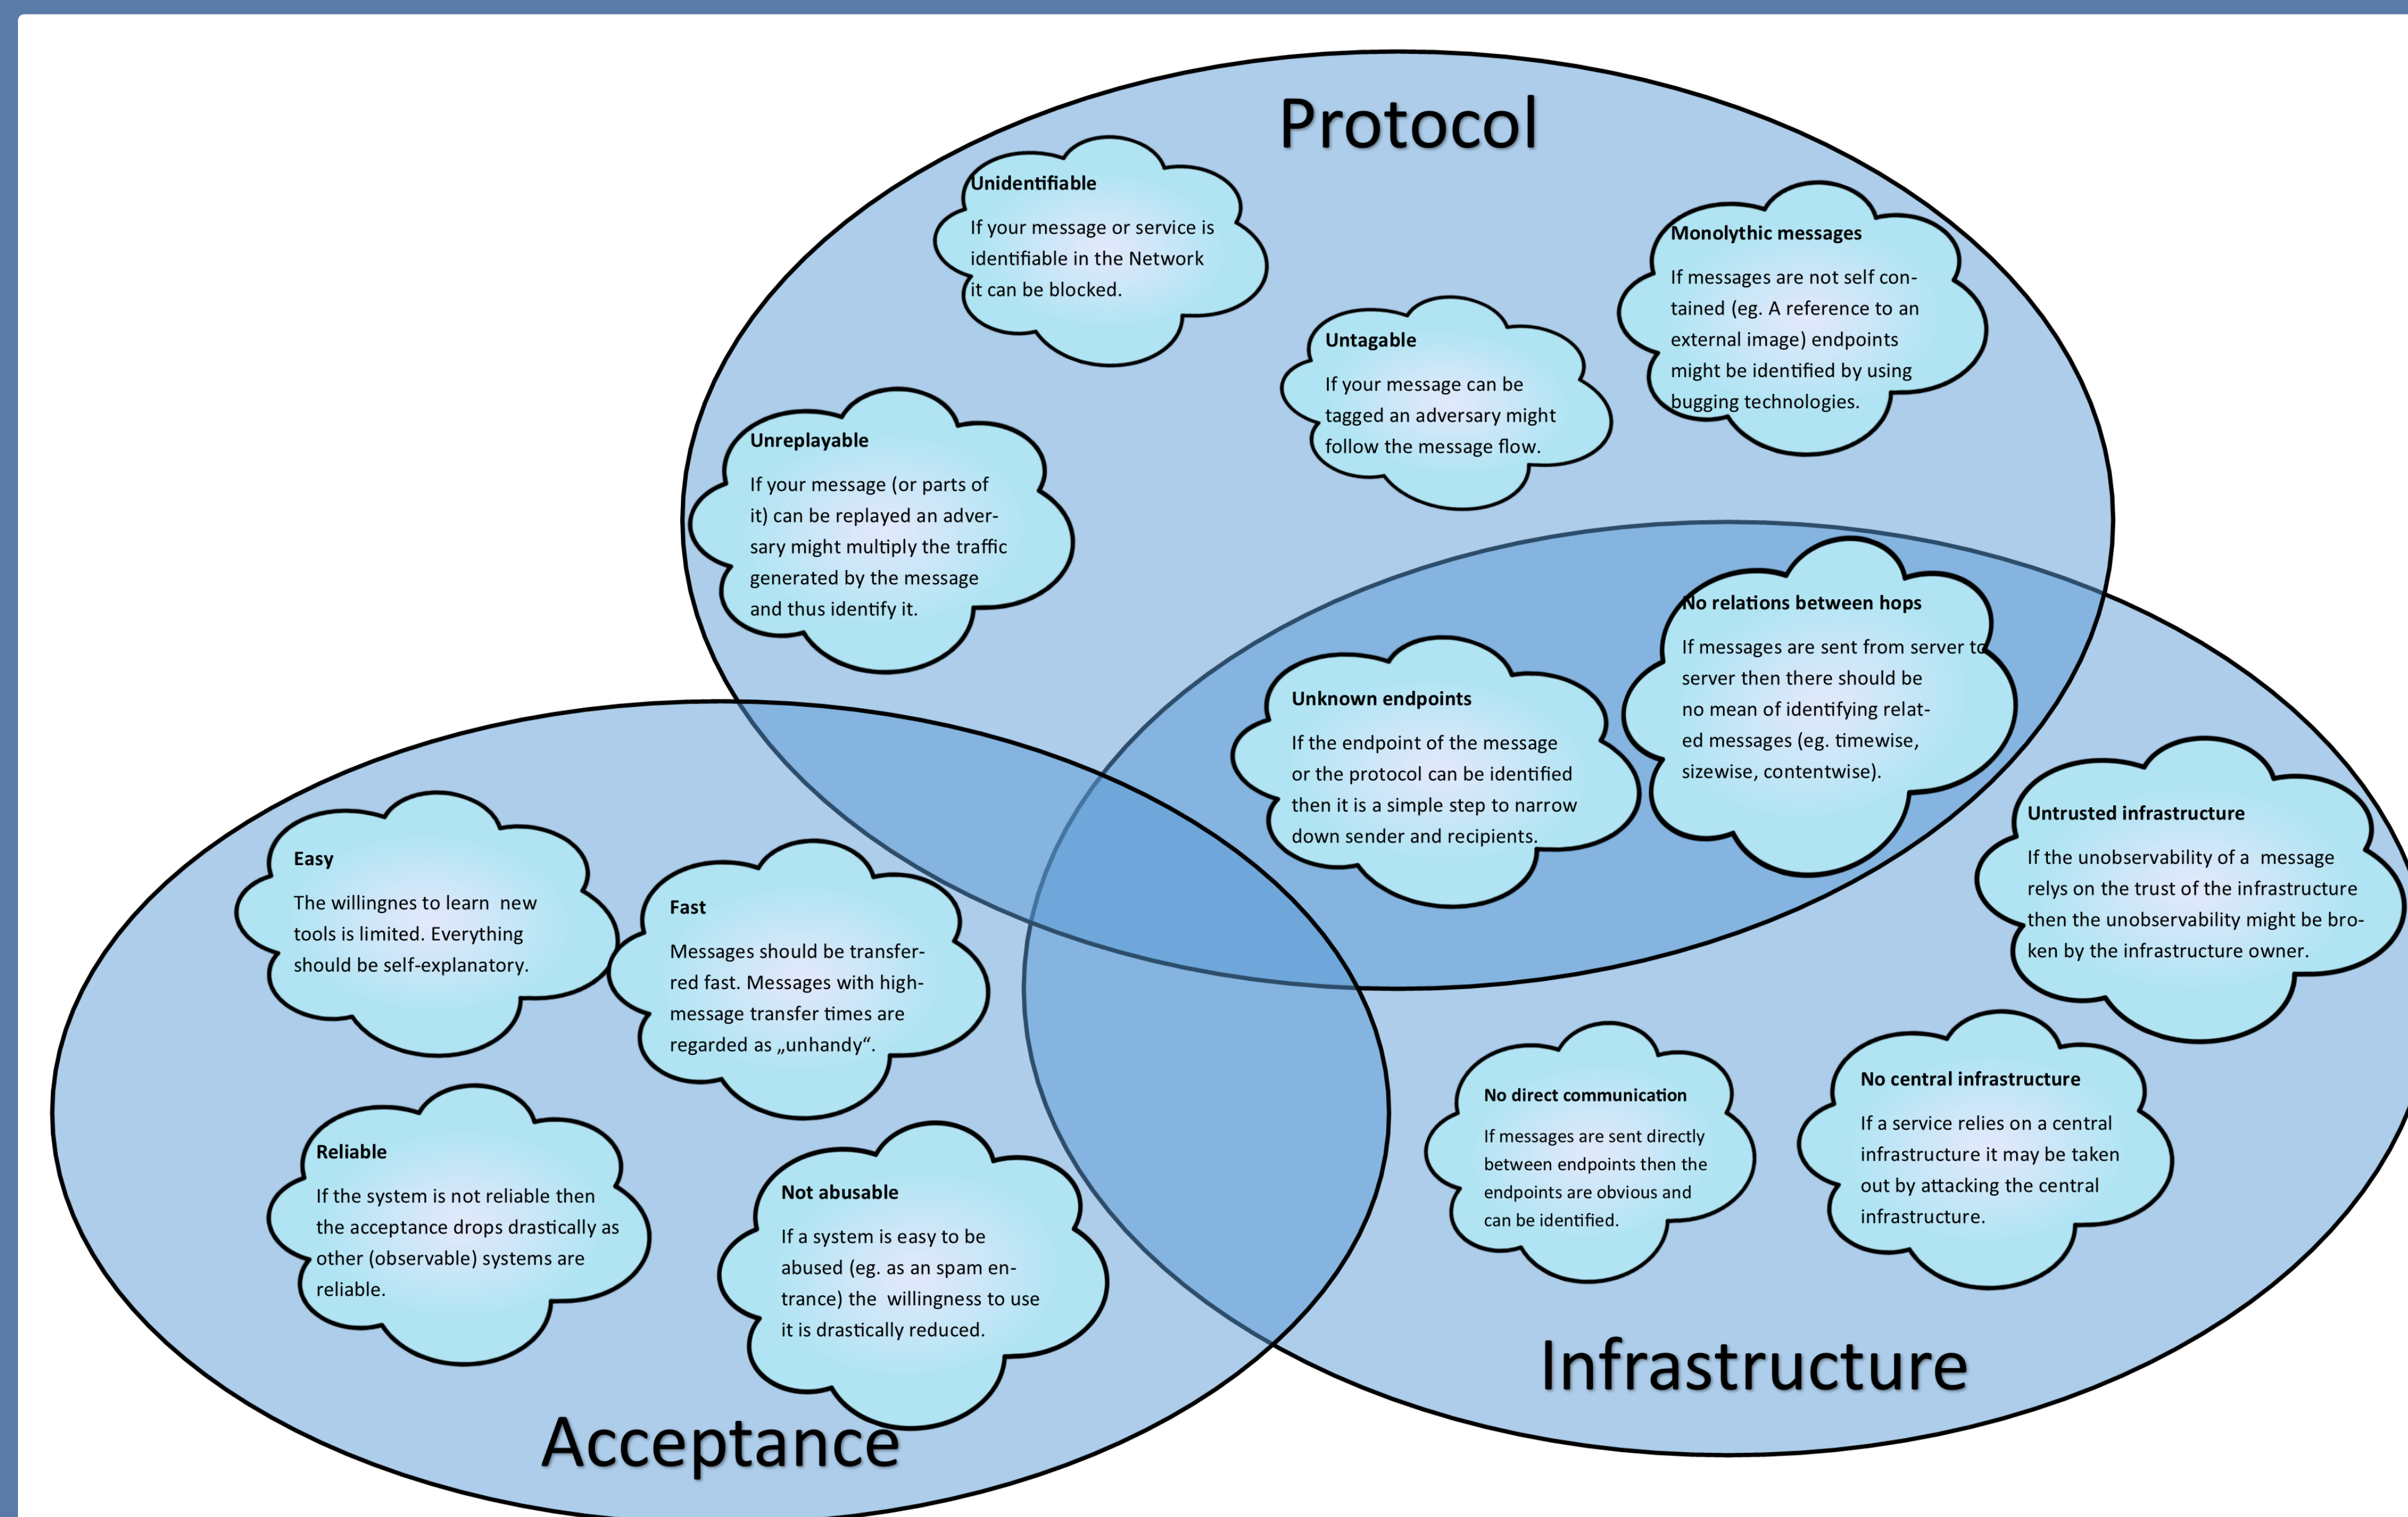 Protocol
Unidentifiable
If your message or service is
identifiable in the Network
it can be blocked.
Monolythic messages
If messages are not self con-
tained (eg. A reference to an
external image) endpoints
might be identified by using
bugging technologies.
Untagable
If your message can be
tagged an adversary might
follow the message flow.
Unreplayable
If your message (or parts of
it) can be replayed an adver-
sary might multiply the traffic
generated by the message
and thus identify it.
No relations between hops
If messages are sent from server to
server then there should be
no mean of identifying relat-
ed messages (eg. timewise,
sizewise, contentwise).
Unknown endpoints
If the endpoint of the message
or the protocol can be identified
then it is a simple step to narrow
down sender and recipients.
Untrusted infrastructure
If the unobservability of a  message
relys on the trust of the infrastructure
then the unobservability might be bro-
ken by the infrastructure owner.
Easy
The willingnes to learn  new
tools is limited. Everything
should be self-explanatory.
Fast
Messages should be transfer-
red fast. Messages with high-
message transfer times are
regarded as „unhandy“.
No direct communication
If messages are sent directly
between endpoints then the
endpoints are obvious and
can be identified.
No central infrastructure
If a service relies on a central
infrastructure it may be taken
out by attacking the central
infrastructure.
Reliable
If the system is not reliable then
the acceptance drops drastically as
other (observable) systems are
reliable.
Not abusable
If a system is easy to be
abused (eg. as an spam en-
trance) the  willingness to use
it is drastically reduced.
Infrastructure
Acceptance